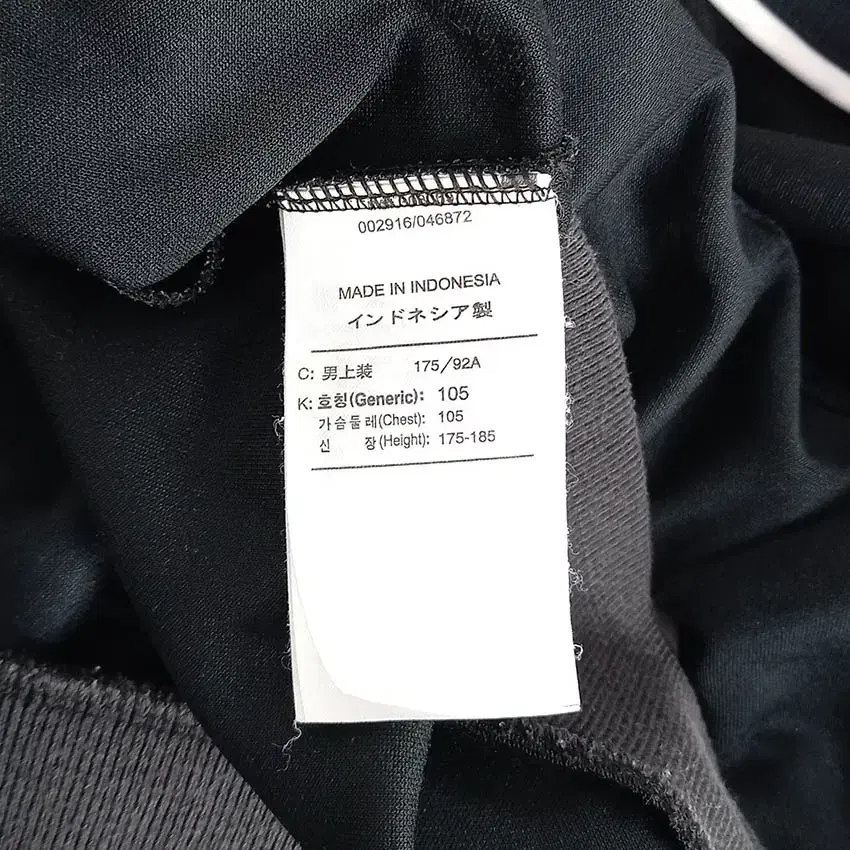 002916/046872
MADE IN INDONESIA
インドネシア製
C: 男上装 175/92A
K: 호칭(Generic): 105
가슴둘레(Chest): 105
신 장(Height): 175-185